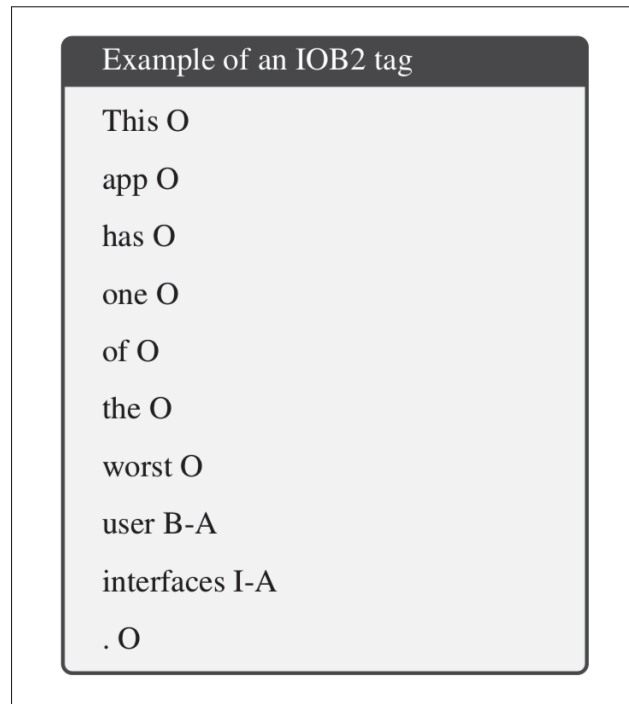 Example of an IOB2 tag
This O
app O
has O
one O
of O
the O
worst O
user B-A
interfaces I-A
. O